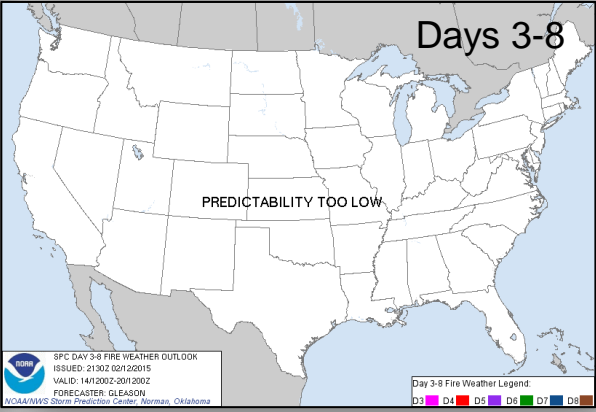 Days 3-8
PREDICTABILITY TOO LOW
NOAA
SPC DAY 3-8 FIRE WEATHER OUTLOOK
ISSUED: 2130Z 02/12/2015
VALID: 14/1200Z-20/1200Z
FORECASTER: GLEASON
NOAA/NWS Storm Prediction Center, Norman, Oklahoma
Day 3-8 Fire Weather Legend:
D3 D4 D5 D6 D7 D8